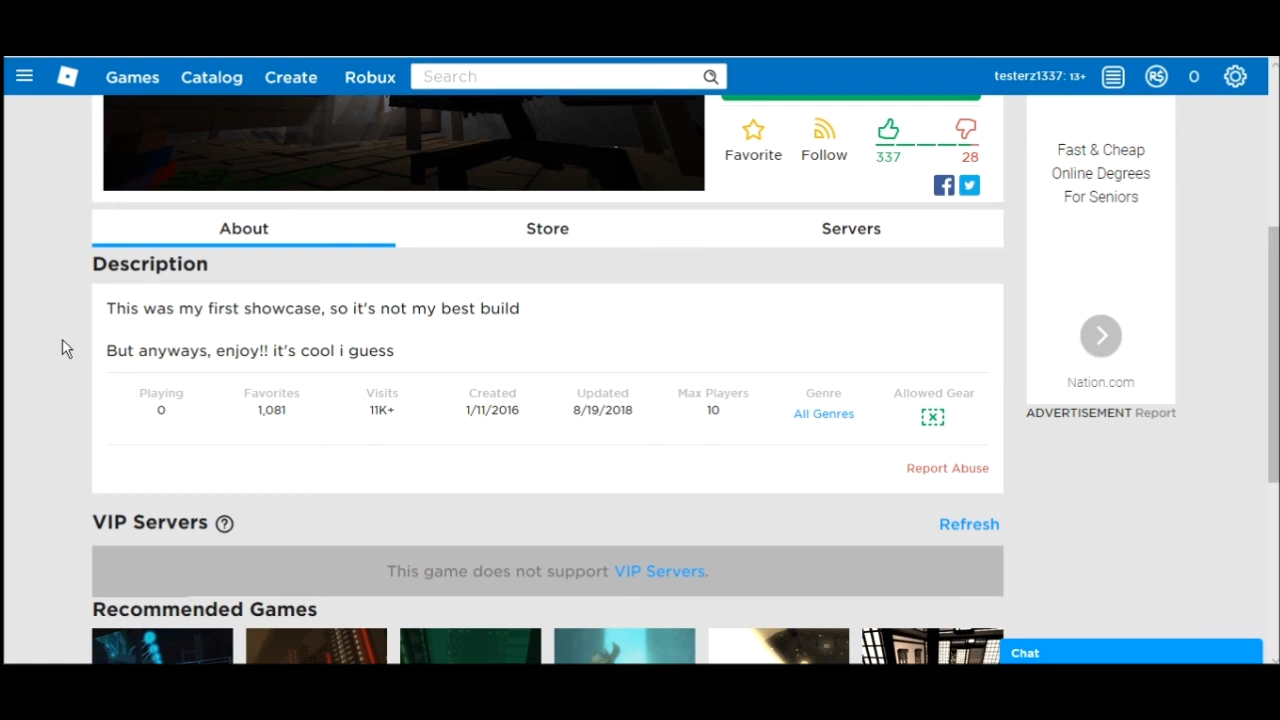 Games Catalog Create Robux Search testerz1337: 13+ R$ 0
Favorite Follow 337 28
Fast & Cheap
Online Degrees
For Seniors
Nation.com
ADVERTISEMENT Report
About Store Servers
Description
This was my first showcase, so it's not my best build
But anyways, enjoy!! it's cool i guess
Playing Favorites Visits Created Updated Max Players Genre Allowed Gear
0 1,081 11K+ 1/11/2016 8/19/2018 10 All Genres
Report Abuse
VIP Servers ? Refresh
This game does not support VIP Servers.
Recommended Games
Chat